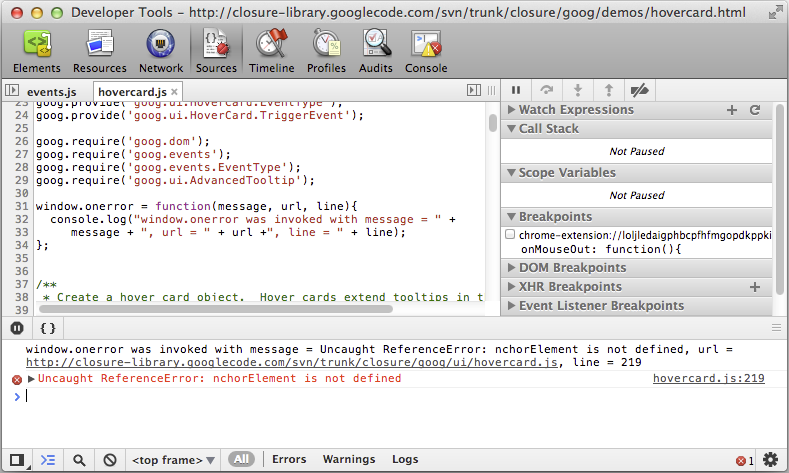 Developer Tools - http://closure-library.googlecode.com/svn/trunk/closure/goog/demos/hovercard.html
Elements Resources Network Sources Timeline Profiles Audits Console
events.js hovercard.js ×
23 goog.provide('goog.ui.HoverCard.EventType');
24 goog.provide('goog.ui.HoverCard.TriggerEvent');
25
26 goog.require('goog.dom');
27 goog.require('goog.events');
28 goog.require('goog.events.EventType');
29 goog.require('goog.ui.AdvancedTooltip');
30
31 window.onerror = function(message, url, line){
32 console.log("window.onerror was invoked with message = " +
33 message + ", url = " + url +", line = " + line);
34 };
35
36
37 /**
38 * Create a hover card object. Hover cards extend tooltips in t
39
Watch Expressions
Call Stack
Not Paused
Scope Variables
Not Paused
Breakpoints
chrome-extension://loljledaigphbcpfhfmgopdkppki
onMouseOut: function(){
DOM Breakpoints
XHR Breakpoints
Event Listener Breakpoints
{}
window.onerror was invoked with message = Uncaught ReferenceError: nchorElement is not defined, url =
http://closure-library.googlecode.com/svn/trunk/closure/goog/ui/hovercard.js, line = 219
Uncaught ReferenceError: nchorElement is not defined hovercard.js:219
>
<top frame> All Errors Warnings Logs 1